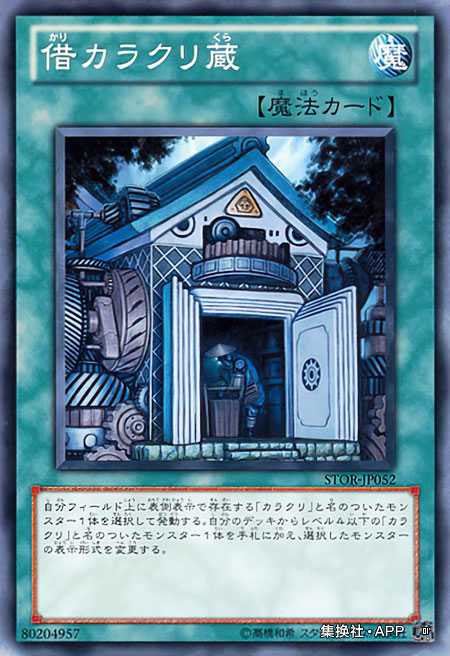 借カラクリ蔵
魔
【魔法カード】
STOR-JP052
自分フィールド上に表側表示で存在する「カラクリ」と名のついたモン
スター1体を選択して発動する。自分のデッキからレベル4以下の「カラ
クリ」と名のついたモンスター1体を手札に加え、選択したモンスター
の表示形式を変更する。
80204957
©高橋和希 スタ
集換社・APP